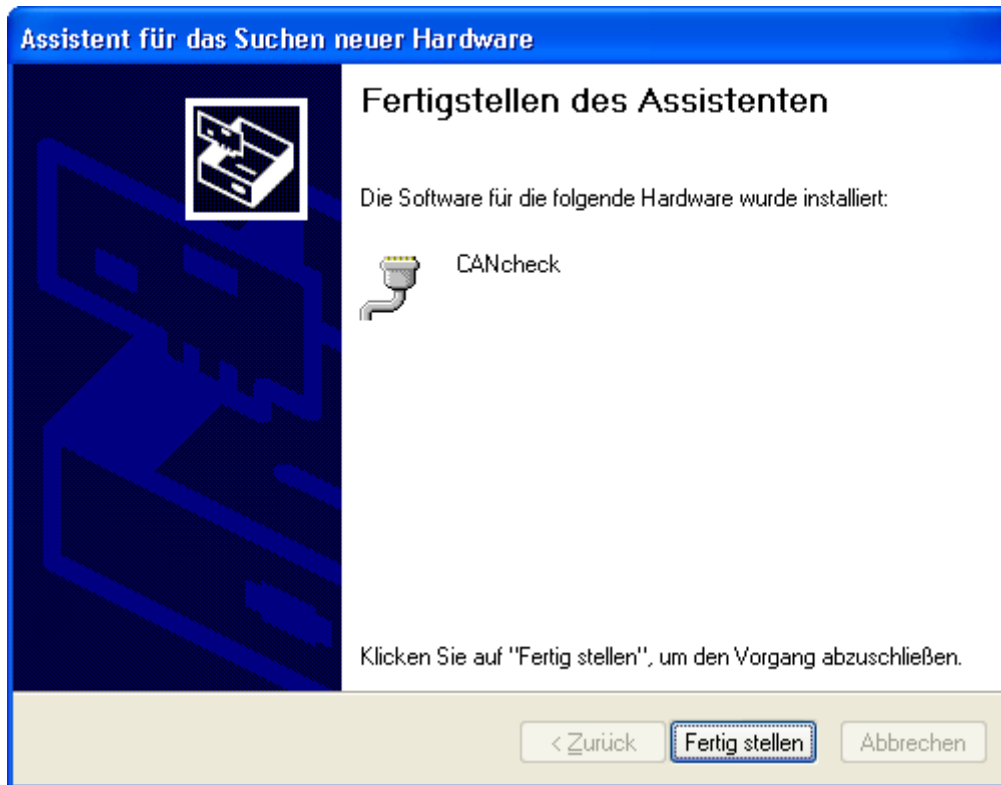 Assistent für das Suchen neuer Hardware
Fertigstellen des Assistenten
Die Software für die folgende Hardware wurde installiert:
CANcheck
Klicken Sie auf "Fertig stellen", um den Vorgang abzuschließen.
< Zurück Fertig stellen Abbrechen